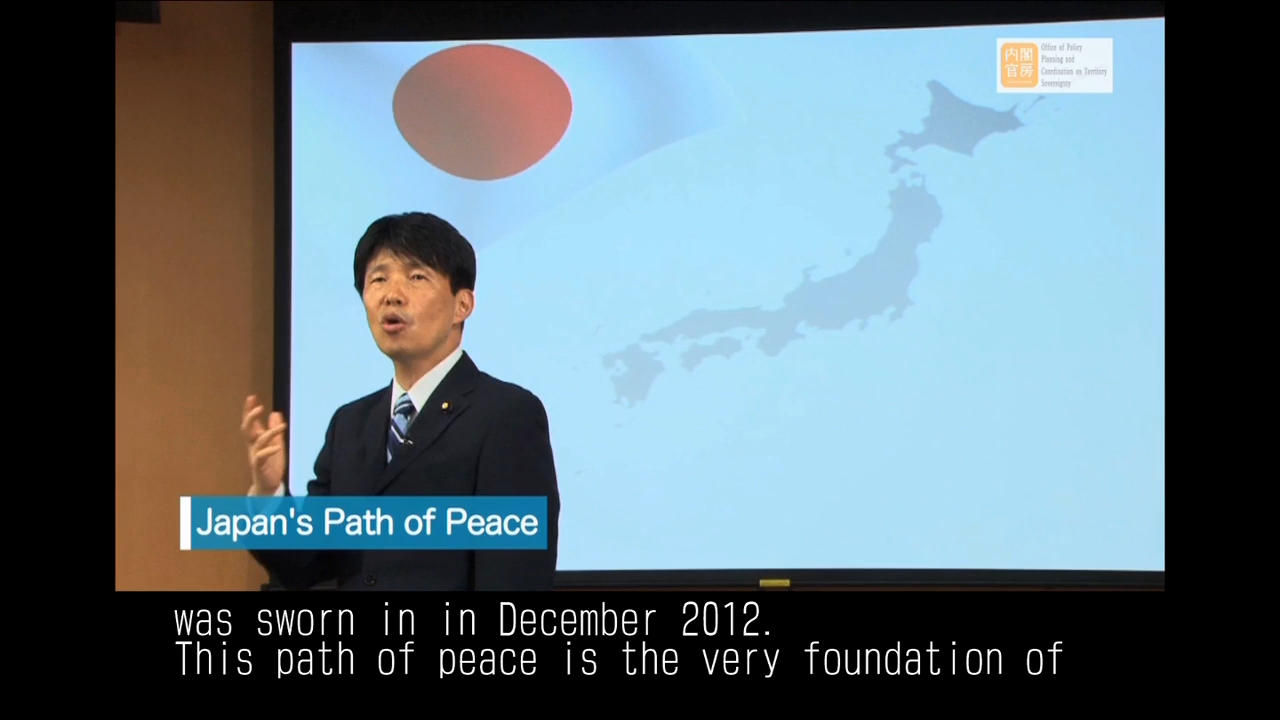 内閣
官房
Office of Policy
Planning and
Coordination on Territory
Sovereignty
Japan's Path of Peace
was sworn in in December 2012.
This path of peace is the very foundation of